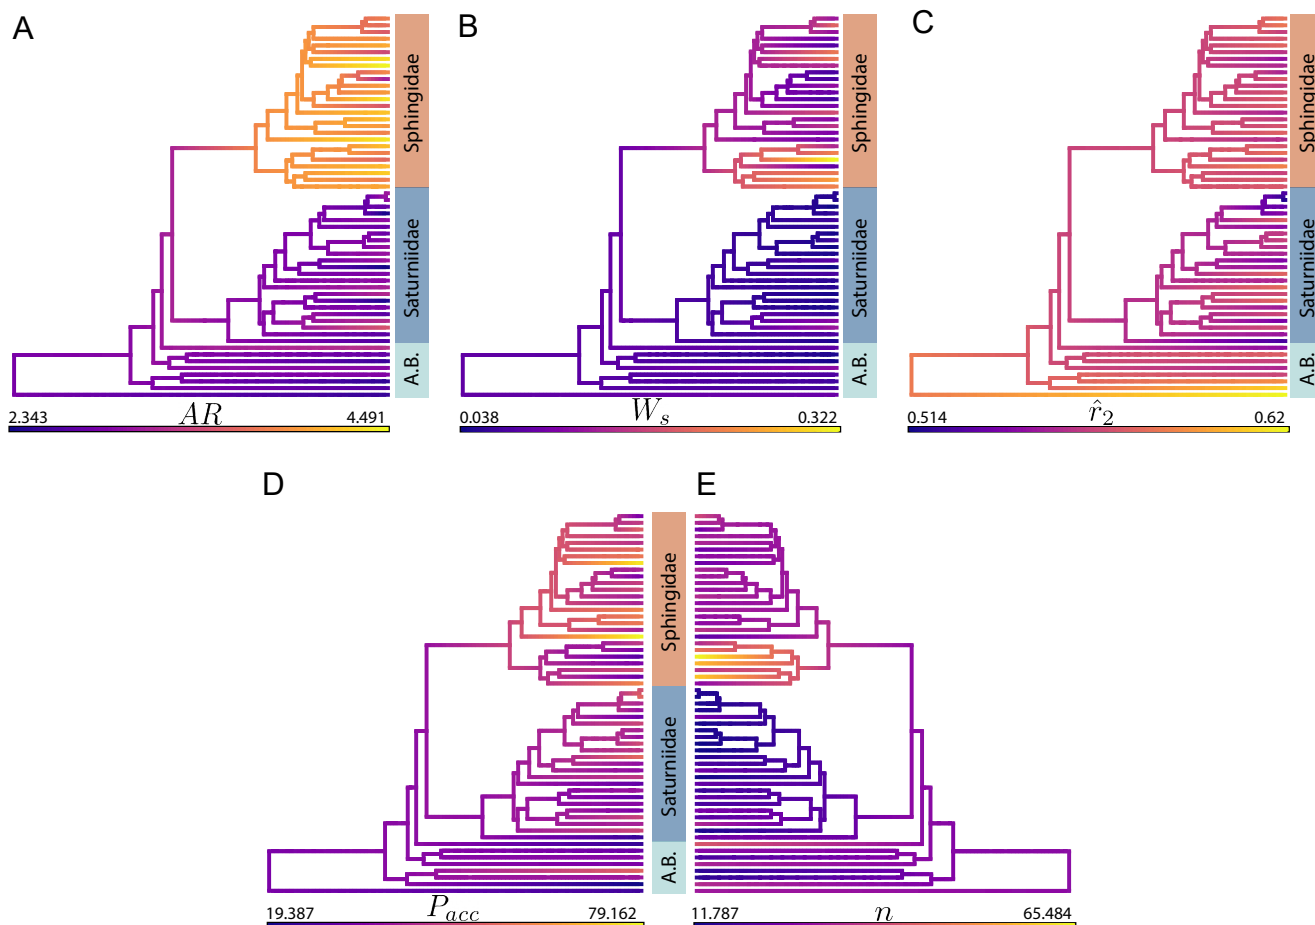 A
B
C
Sphingidae
Saturniidae
A.B.
Sphingidae
Saturniidae
A.B.
Sphingidae
Saturniidae
A.B.
2.343 AR 4.491
0.038 W_s 0.322
0.514 r̂_2 0.62
D
E
Sphingidae
Saturniidae
A.B.
19.387 P_acc 79.162
11.787 n 65.484